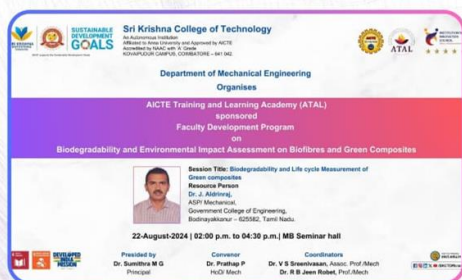 SUSTAINABLE
DEVELOPMENT
GOALS
Sri Krishna College of Technology
An Autonomous Institution
Affiliated to Anna University and Approved by AICTE
Accredited by NAAC with 'A' Grade
KOVAIPUDUR CAMPUS, COIMBATORE – 641 042.
ATAL
Department of Mechanical Engineering
Organises
AICTE Training and Learning Academy (ATAL)
sponsored
Faculty Development Program
on
Biodegradability and Environmental Impact Assessment on Biofibres and Green Composites
Session Title: Biodegradability and Life cycle Measurement of
Green composites
Resource Person
Dr. J. Aldrinraj,
ASP/ Mechanical,
Government College of Engineering,
Bodinayakkanur – 625582, Tamil Nadu.
22-August-2024 | 02:00 p.m. to 04:30 p.m.| MB Seminar hall
Presided by
Dr. Sumithra M G
Principal
Convenor
Dr. Prathap P
HoD/ Mech
Coordinators
Dr. V S Sreenivasan, Assoc. Prof./Mech
Dr. R B Jeen Robet, Prof./Mech